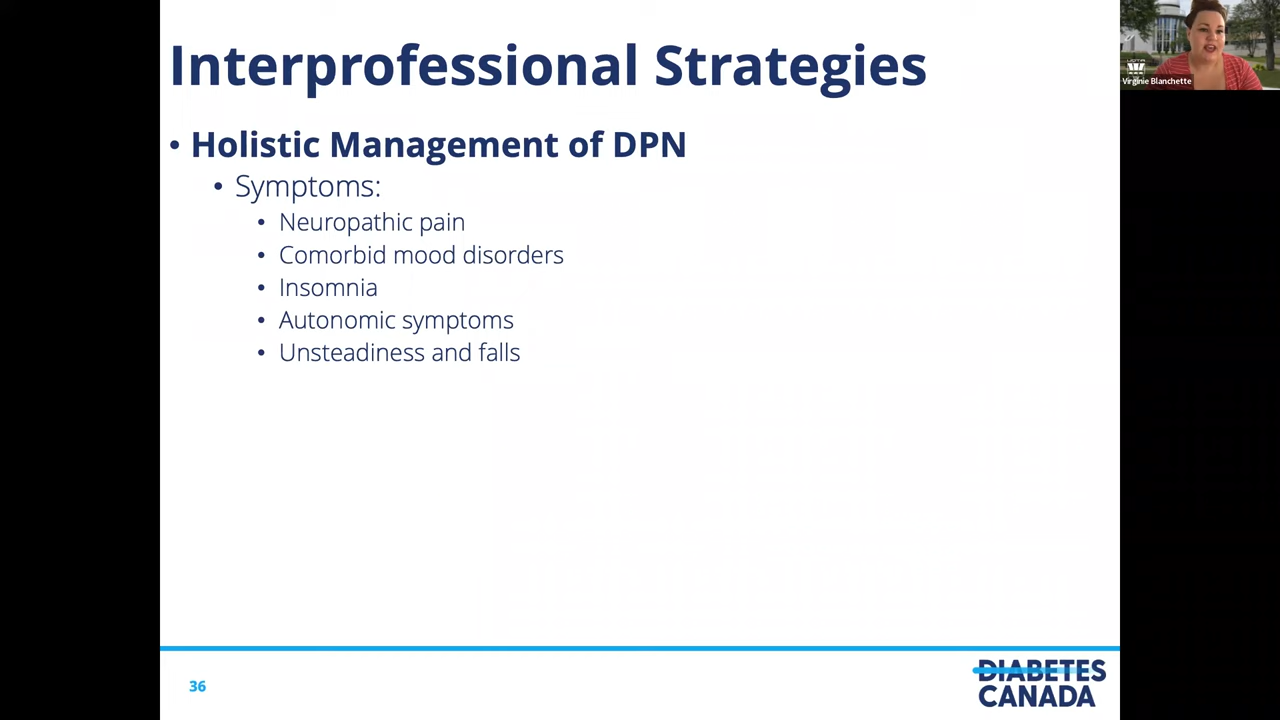 Interprofessional Strategies
• Holistic Management of DPN
• Symptoms:
• Neuropathic pain
• Comorbid mood disorders
• Insomnia
• Autonomic symptoms
• Unsteadiness and falls
36
DIABETES
CANADA
UQTR
Virginie Blanchette